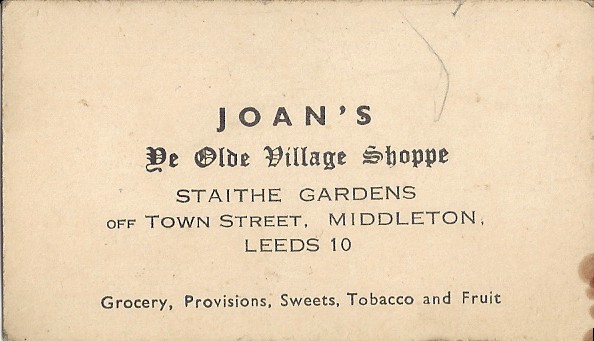 JOAN'S
Ye Olde Village Shoppe
STAITHE GARDENS
OFF TOWN STREET, MIDDLETON,
LEEDS 10
Grocery, Provisions, Sweets, Tobacco and Fruit